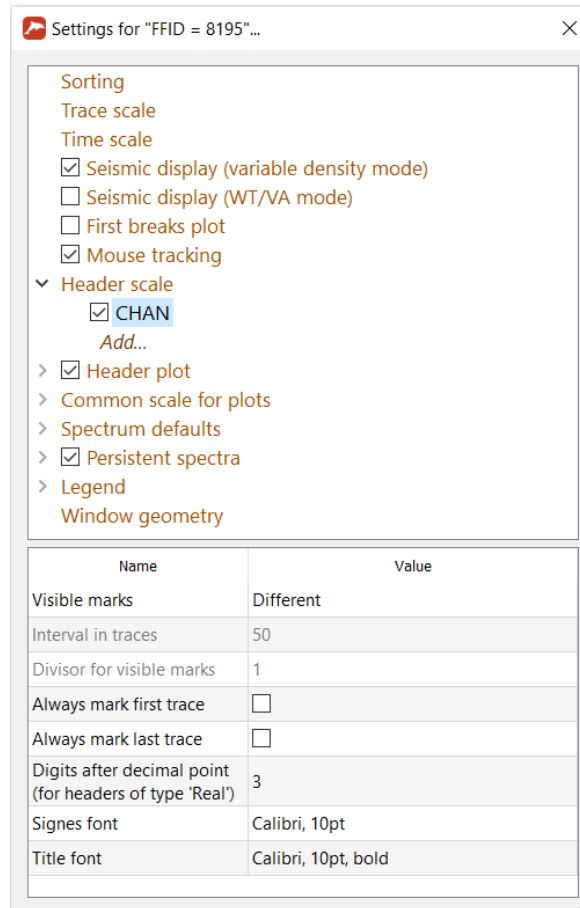 Settings for "FFID = 8195"...
Sorting
Trace scale
Time scale
Seismic display (variable density mode)
Seismic display (WT/VA mode)
First breaks plot
Mouse tracking
Header scale
CHAN
Add...
Header plot
Common scale for plots
Spectrum defaults
Persistent spectra
Legend
Window geometry
Name Value
Visible marks Different
Interval in traces 50
Divisor for visible marks 1
Always mark first trace
Always mark last trace
Digits after decimal point
(for headers of type 'Real') 3
Signes font Calibri, 10pt
Title font Calibri, 10pt, bold